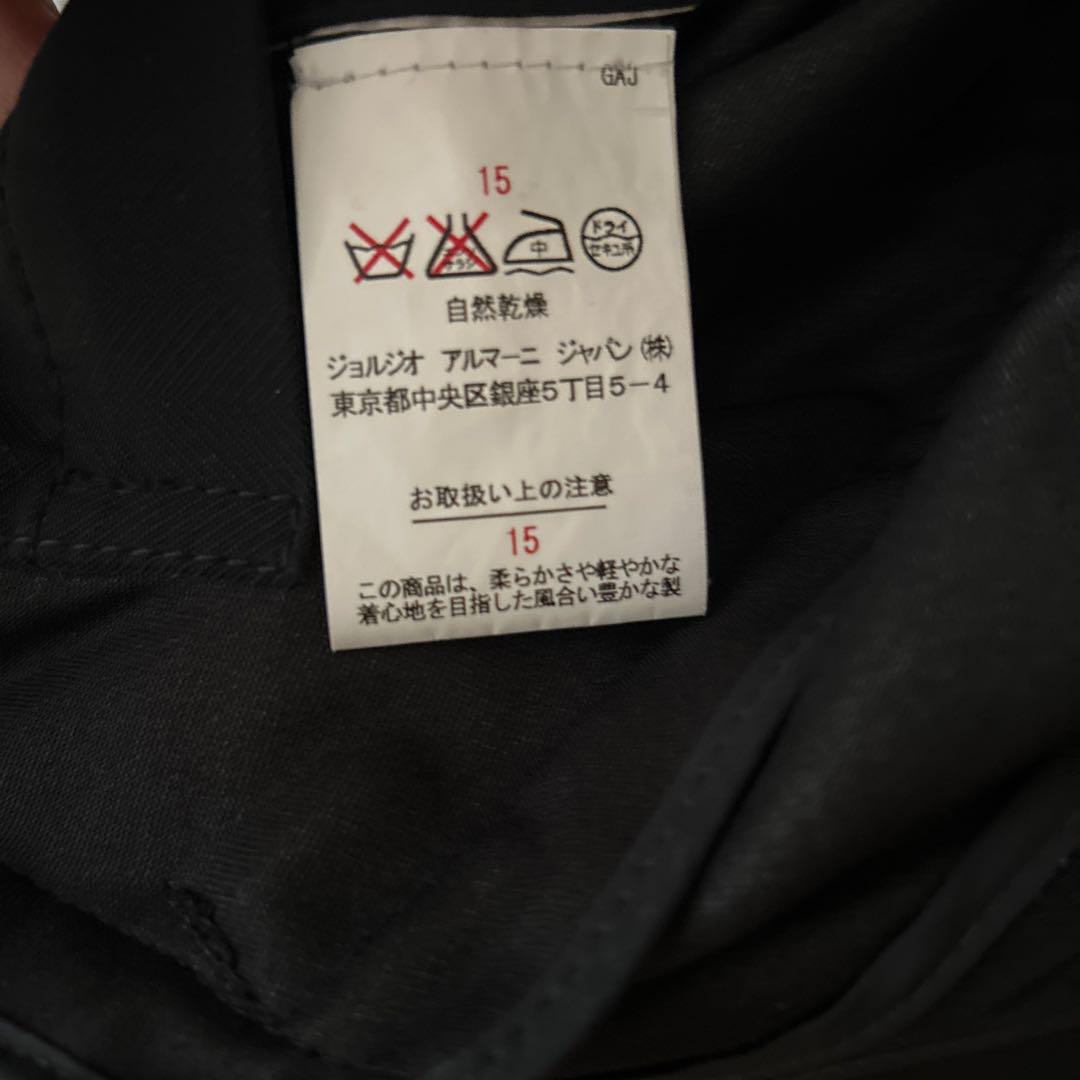 GAJ
15
中 ドライ
セキユ系
自然乾燥
ジョルジオ アルマーニ ジャパン(株)
東京都中央区銀座5丁目5-4
お取扱い上の注意
15
この商品は、柔らかさや軽やかな
着心地を目指した風合い豊かな製